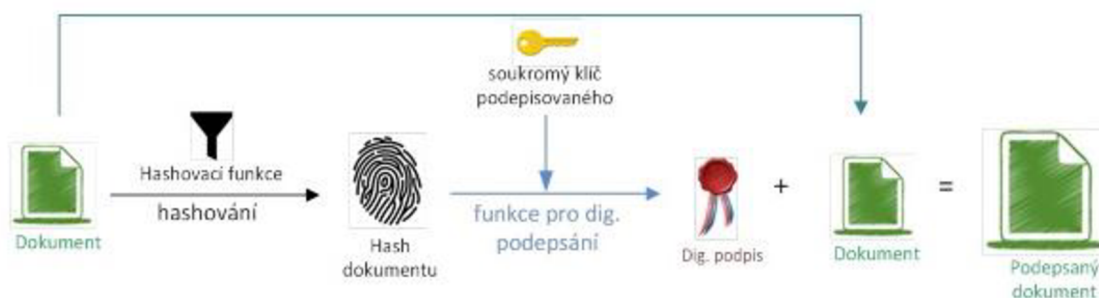 soukromý klíč
podepisovaného
Hashovací funkce
hashování
Dokument
Hash
dokumentu
funkce pro dig.
podepsání
Dig. podpis
+
Dokument
=
Podepsaný
dokument